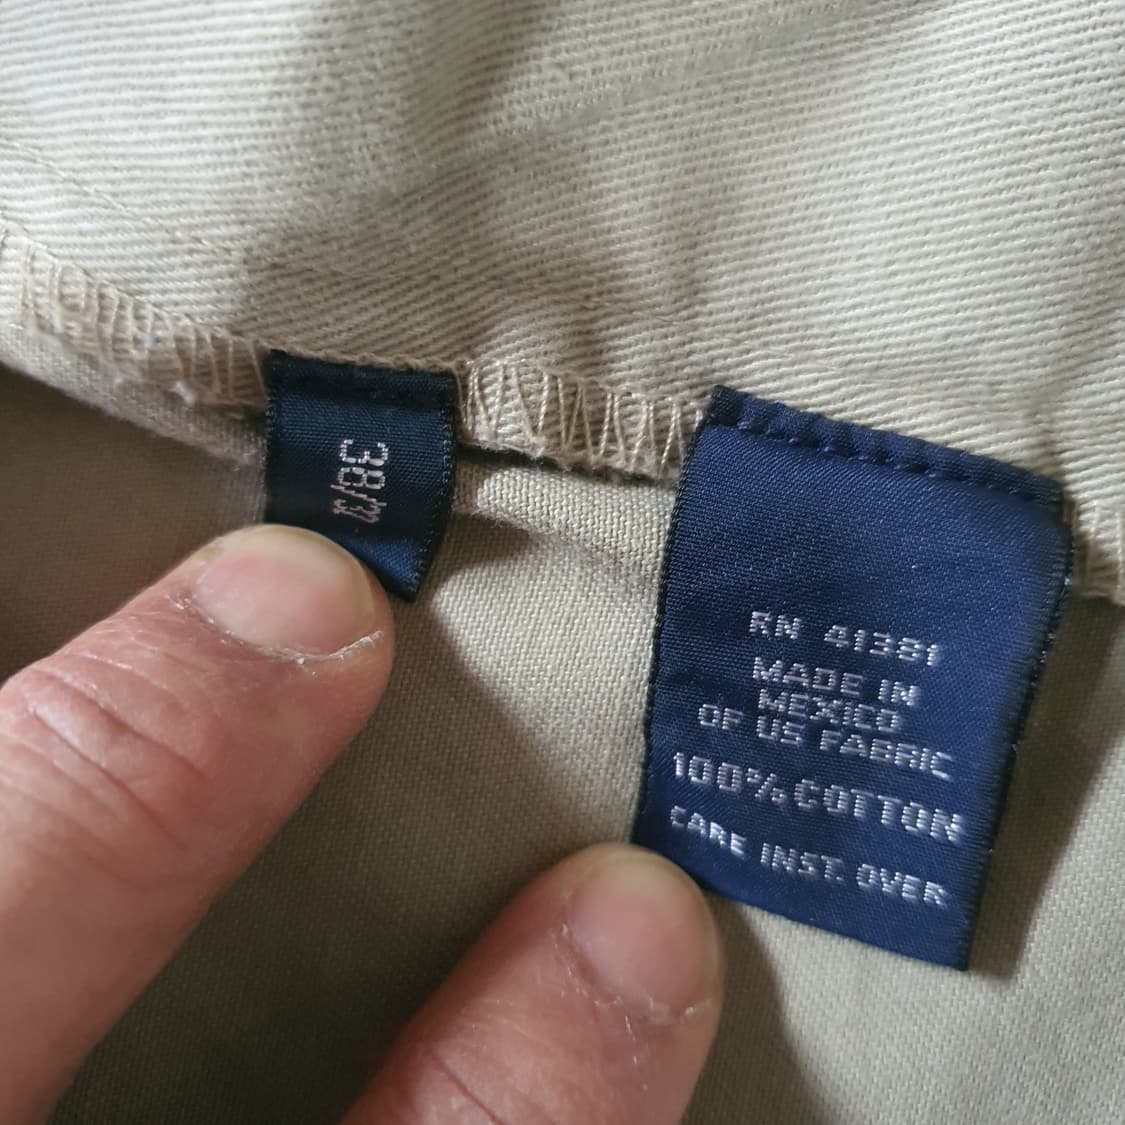 38/32
RN 41381
MADE IN
MEXICO
OF US FABRIC
100% COTTON
CARE INST. OVER